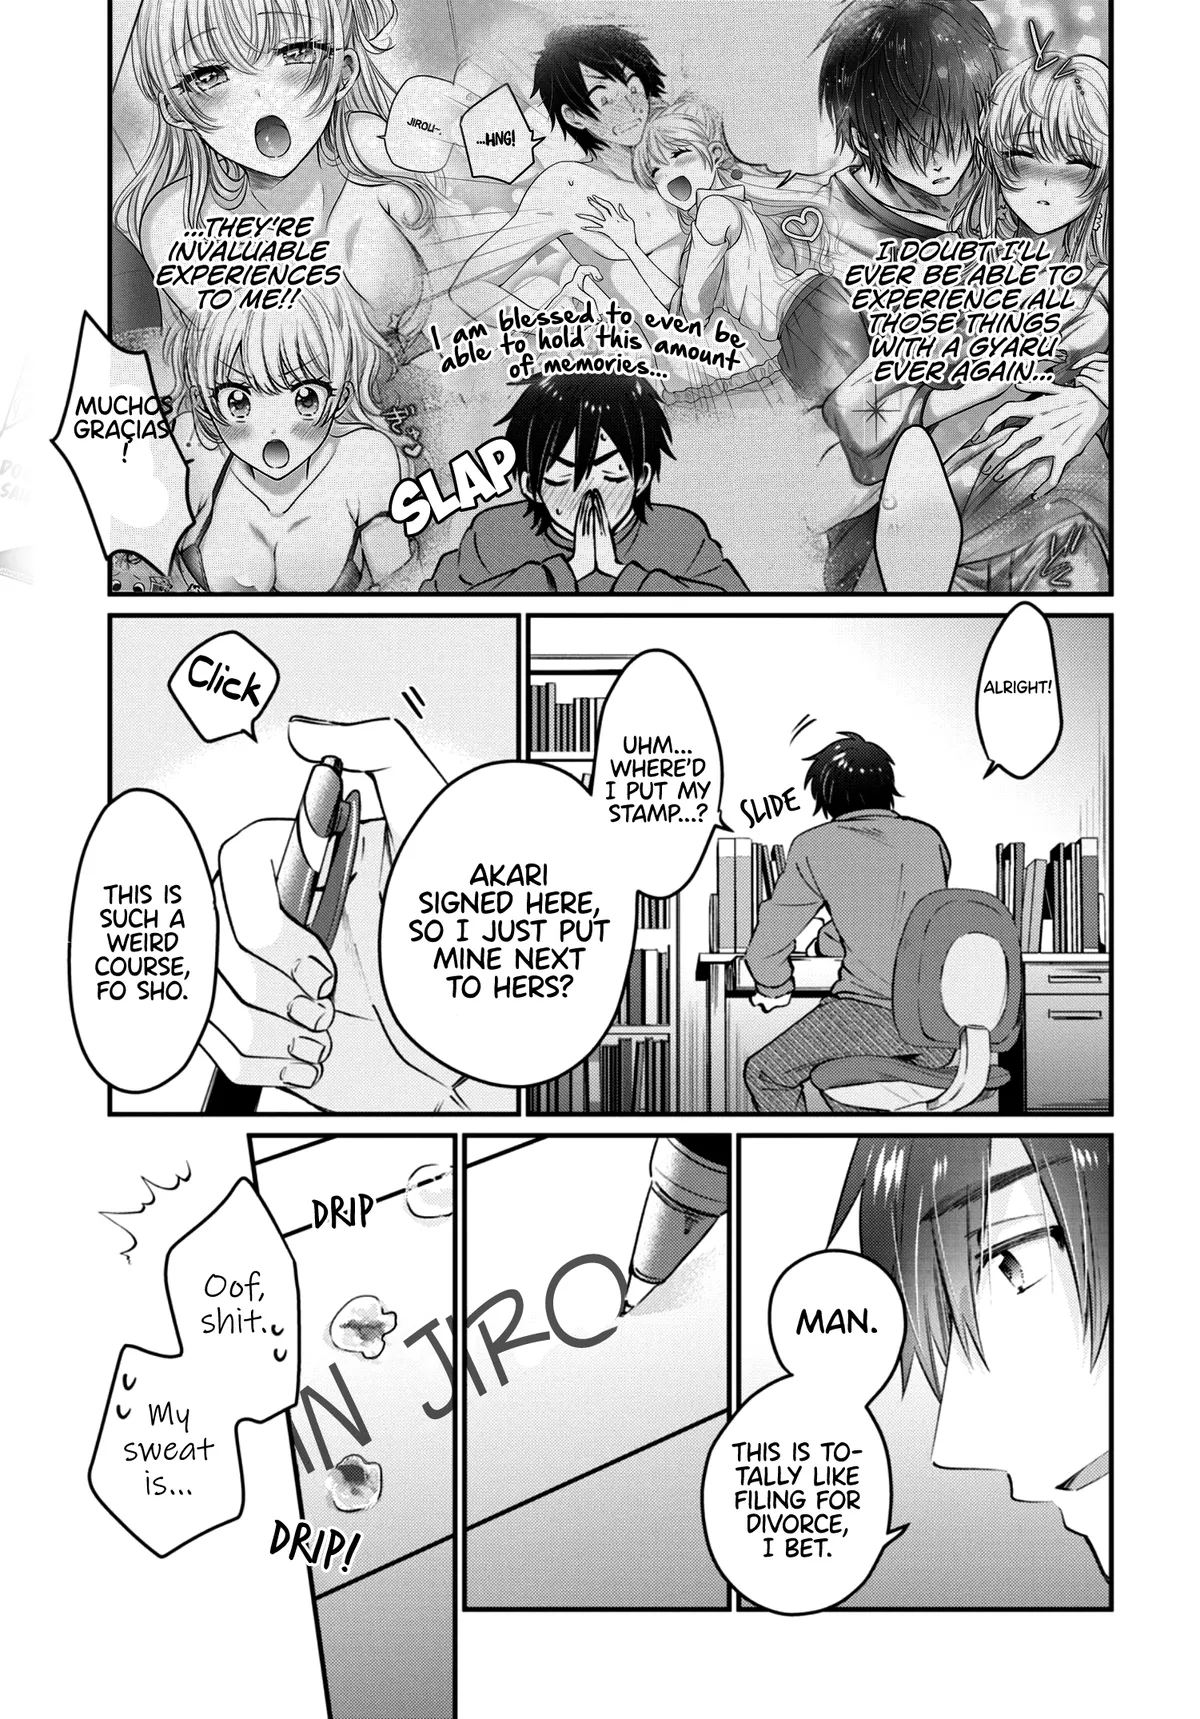 I DOUBT I'LL
EVER BE ABLE TO
EXPERIENCE ALL
THOSE THINGS
WITH A GYARU
EVER AGAIN...
...HNG!
JIROU~.
I am blessed to even be
able to hold this amount
of memories...
...THEY'RE
INVALUABLE
EXPERIENCES
TO ME!!
SLAP
MUCHOS
GRAÇIAS
!
ALRIGHT!
SLIDE
UHM...
WHERE'D
I PUT MY
STAMP...?
AKARI
SIGNED HERE,
SO I JUST PUT
MINE NEXT
TO HERS?
Click
THIS IS
SUCH A
WEIRD
COURSE,
FO SHO.
MAN.
THIS IS TO-
TALLY LIKE
FILING FOR
DIVORCE,
I BET.
IN JIRO
DRIP
DRIP!
Oof,
shit.
My
sweat
is...